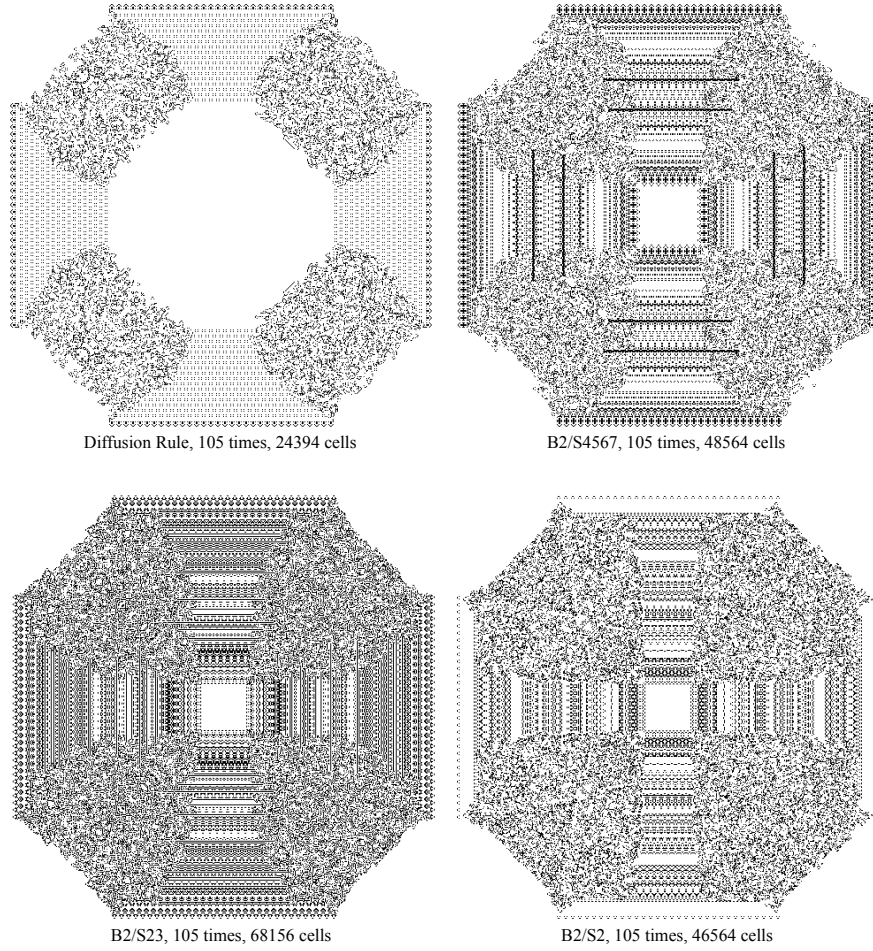 Diffusion Rule, 105 times, 24394 cells
B2/S4567, 105 times, 48564 cells
B2/S23, 105 times, 68156 cells
B2/S2, 105 times, 46564 cells